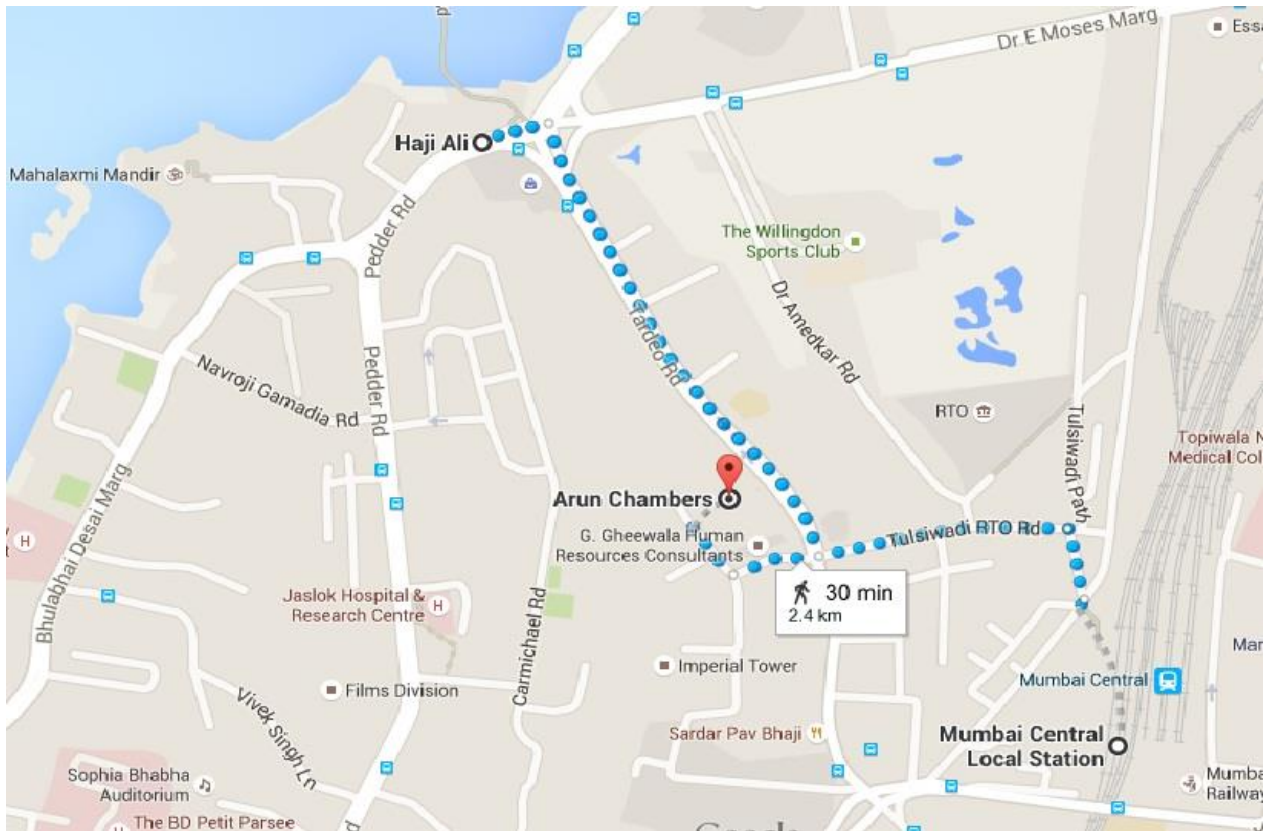 Dr E Moses Marg
Essa
Haji Ali
Mahalaxmi Mandir
Pedder Rd
The Willingdon
Sports Club
Dr Amedkar Rd
Tardeo Rd
Navroji Gamadia Rd
Pedder Rd
RTO
Tulsiwadi Path
Topiwala N
Medical Col
Arun Chambers
G. Gheewalla Human
Resources Consultants
Tulsiwadi RTO Rd
H
Bhulabhai Desai Marg
30 min
2.4 km
Jaslok Hospital &
Research Centre
H
Carmichael Rd
Imperial Tower
Mar
Films Division
Mumbai Central
Vivek Singh Ln
Sardar Pav Bhaji
Mumbai Central
Local Station
Sophia Bhabha
Auditorium
Mumba
Railway
The BD Petit Parsee
H